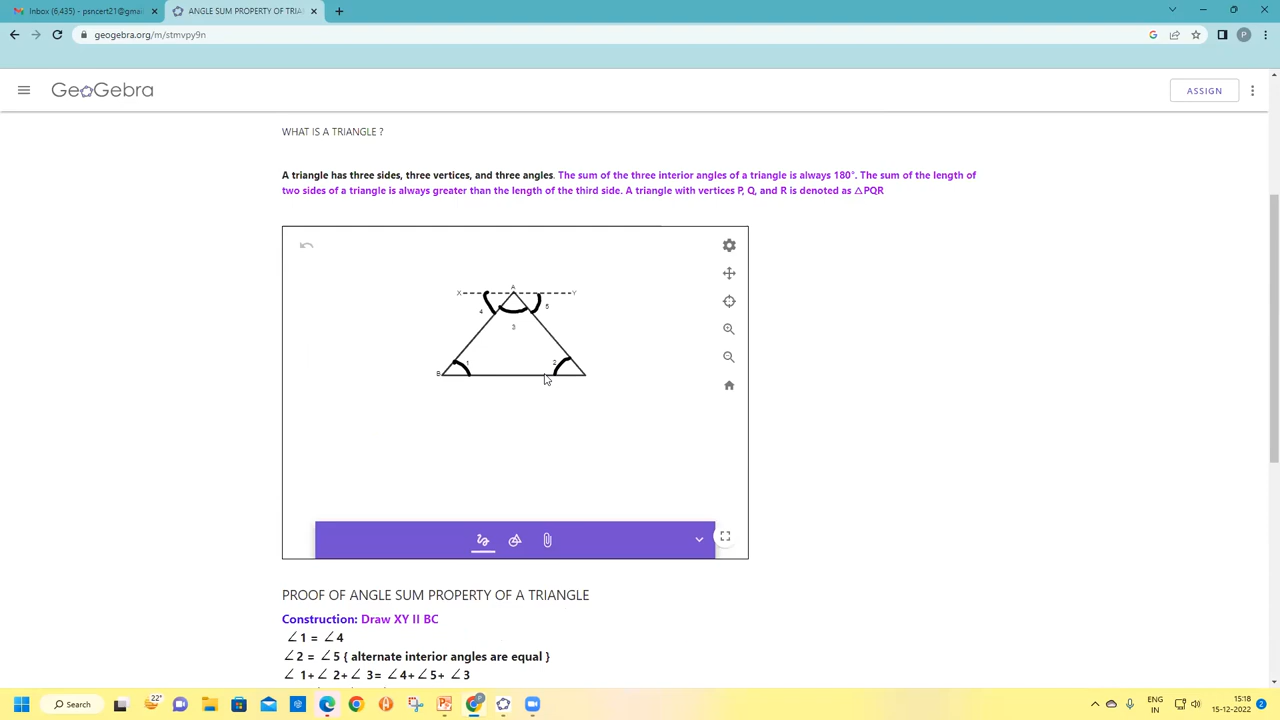 Inbox (6,435) - psncert21@gmai
ANGLE SUM PROPERTY OF TRIA
geogebra.org/m/stmvpy9n
GeoGebra
ASSIGN
WHAT IS A TRIANGLE ?
A triangle has three sides, three vertices, and three angles. The sum of the three interior angles of a triangle is always 180°. The sum of the length of
two sides of a triangle is always greater than the length of the third side. A triangle with vertices P, Q, and R is denoted as △PQR
A
X
Y
4
5
3
1
2
B
PROOF OF ANGLE SUM PROPERTY OF A TRIANGLE
Construction: Draw XY II BC
∠1 = ∠4
∠2 = ∠5 { alternate interior angles are equal }
∠ 1+∠ 2+∠ 3= ∠4+∠5+ ∠3
Search
22°
ENG
IN
15:18
15-12-2022
2